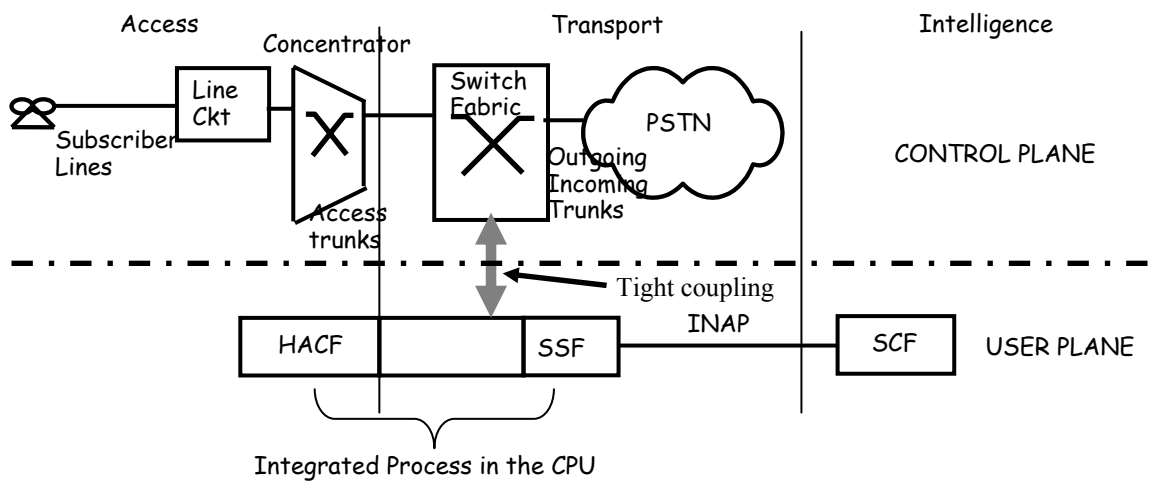 Access
Transport
Intelligence
Concentrator
Line
Ckt
Switch
Fabric
PSTN
Subscriber
Lines
CONTROL PLANE
Outgoing
Incoming
Trunks
Access
trunks
Tight coupling
INAP
HACF
SSF
SCF
USER PLANE
Integrated Process in the CPU